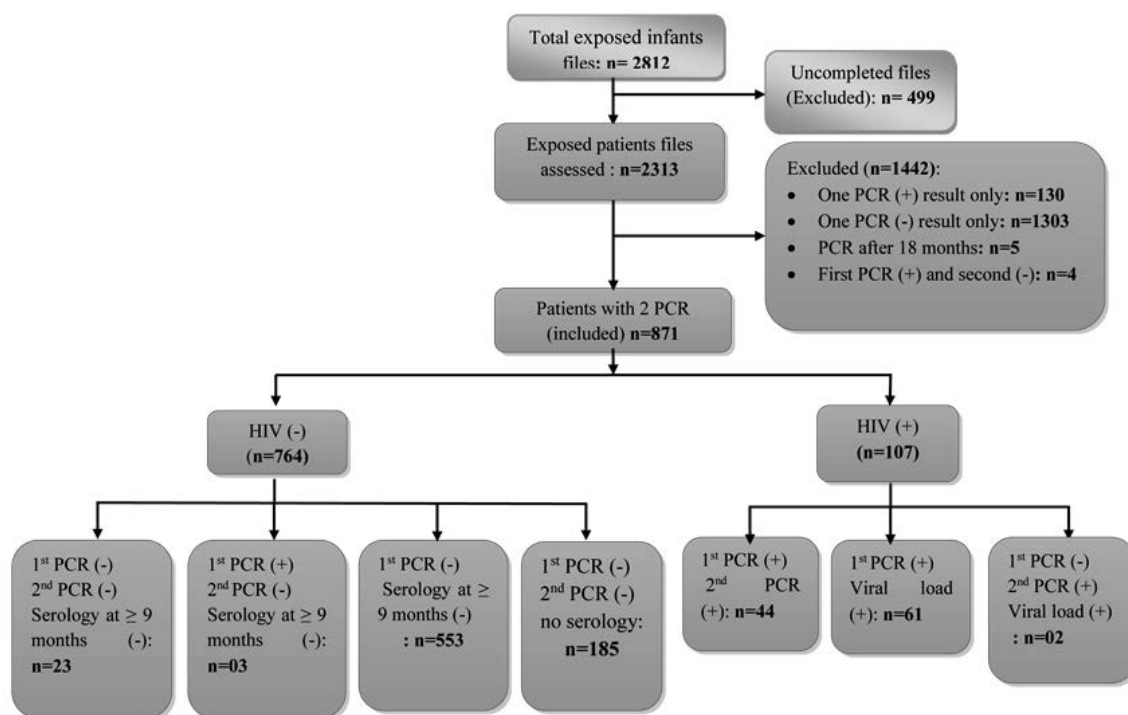 Total exposed infants
files: n= 2812
Uncompleted files
(Excluded): n= 499
Exposed patients files
assessed : n=2313
Excluded (n=1442):
• One PCR (+) result only: n=130
• One PCR (-) result only: n=1303
• PCR after 18 months: n=5
• First PCR (+) and second (-): n=4
Patients with 2 PCR
(included) n=871
HIV (-)
(n=764)
HIV (+)
(n=107)
1st PCR (-)
2nd PCR (-)
Serology at ≥ 9
months (-):
n=23
1st PCR (+)
2nd PCR (-)
Serology at ≥ 9
months (-):
n=03
1st PCR (-)
Serology at ≥
9 months (-)
: n=553
1st PCR (-)
2nd PCR (-)
no serology:
n=185
1st PCR (+)
2nd PCR
(+): n=44
1st PCR (+)
Viral load
(+): n=61
1st PCR (-)
2nd PCR (+)
Viral load (+)
: n=02